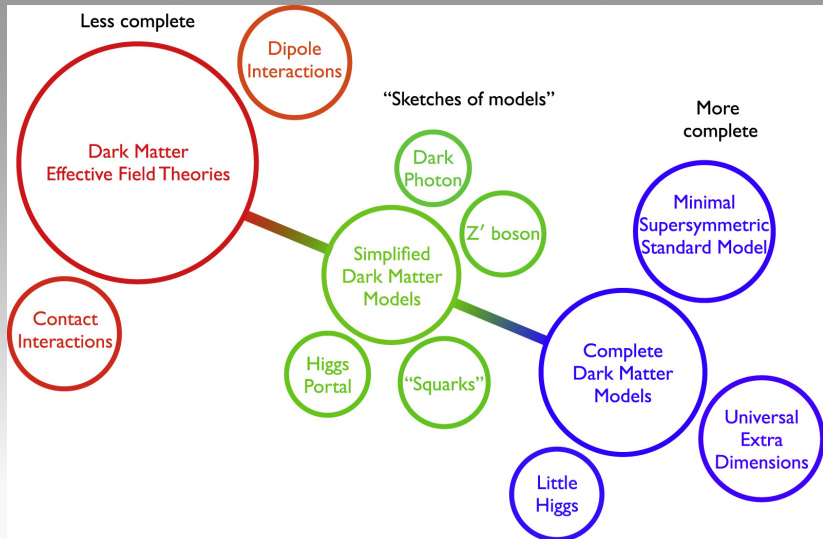 Less complete
Dipole
Interactions
Dark Matter
Effective Field Theories
Contact
Interactions
“Sketches of models”
Dark
Photon
Z′ boson
Simplified
Dark Matter
Models
Higgs
Portal
“Squarks”
More
complete
Minimal
Supersymmetric
Standard Model
Complete
Dark Matter
Models
Universal
Extra
Dimensions
Little
Higgs